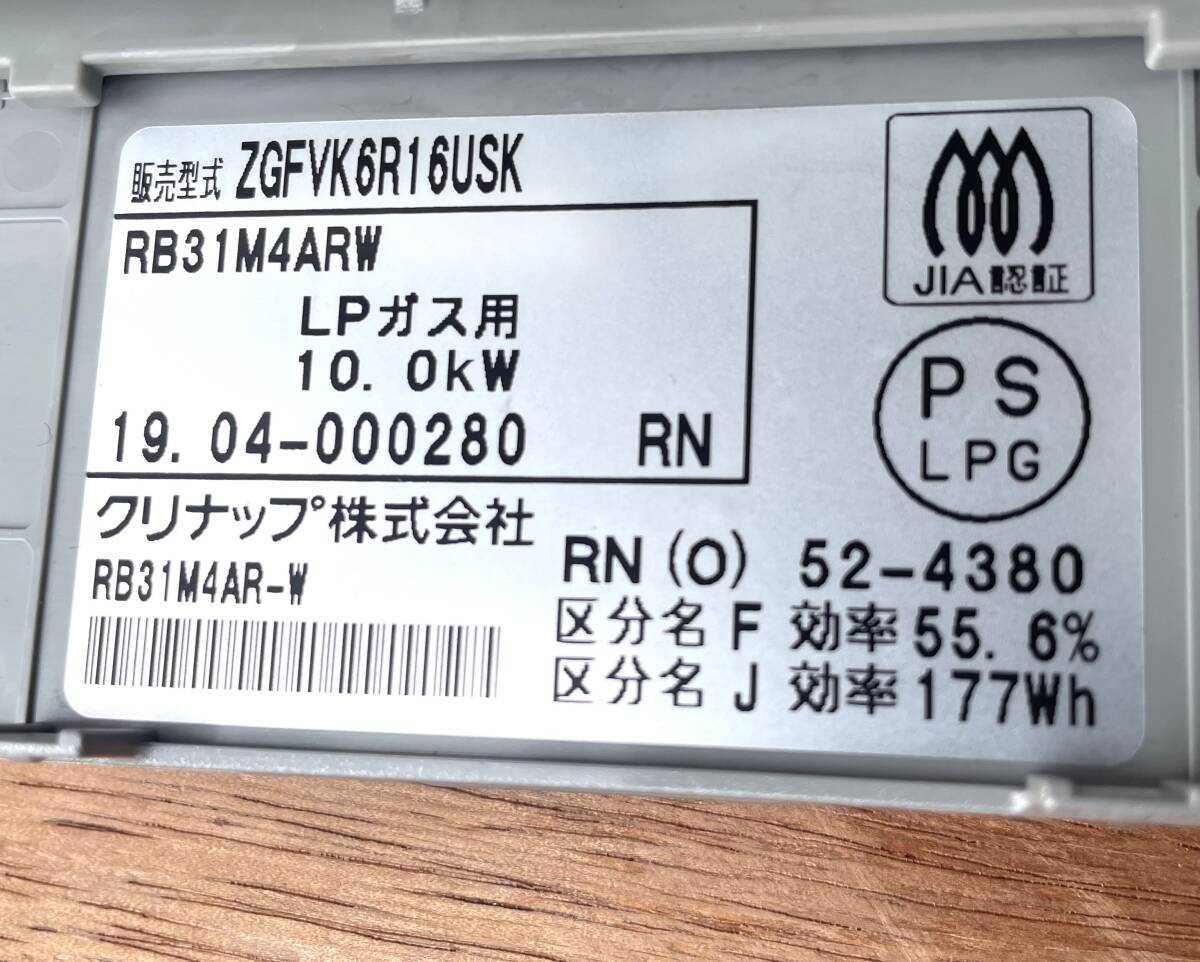 販売型式 ZGFVK6R16USK
RB31M4ARW
LPガス用
10.0kW
19.04-000280 RN
クリナップ株式会社
RB31M4AR-W
JIA認証
PS
LPG
RN(O) 52-4380
区分名 F 効率 55.6%
区分名 J 効率 177Wh